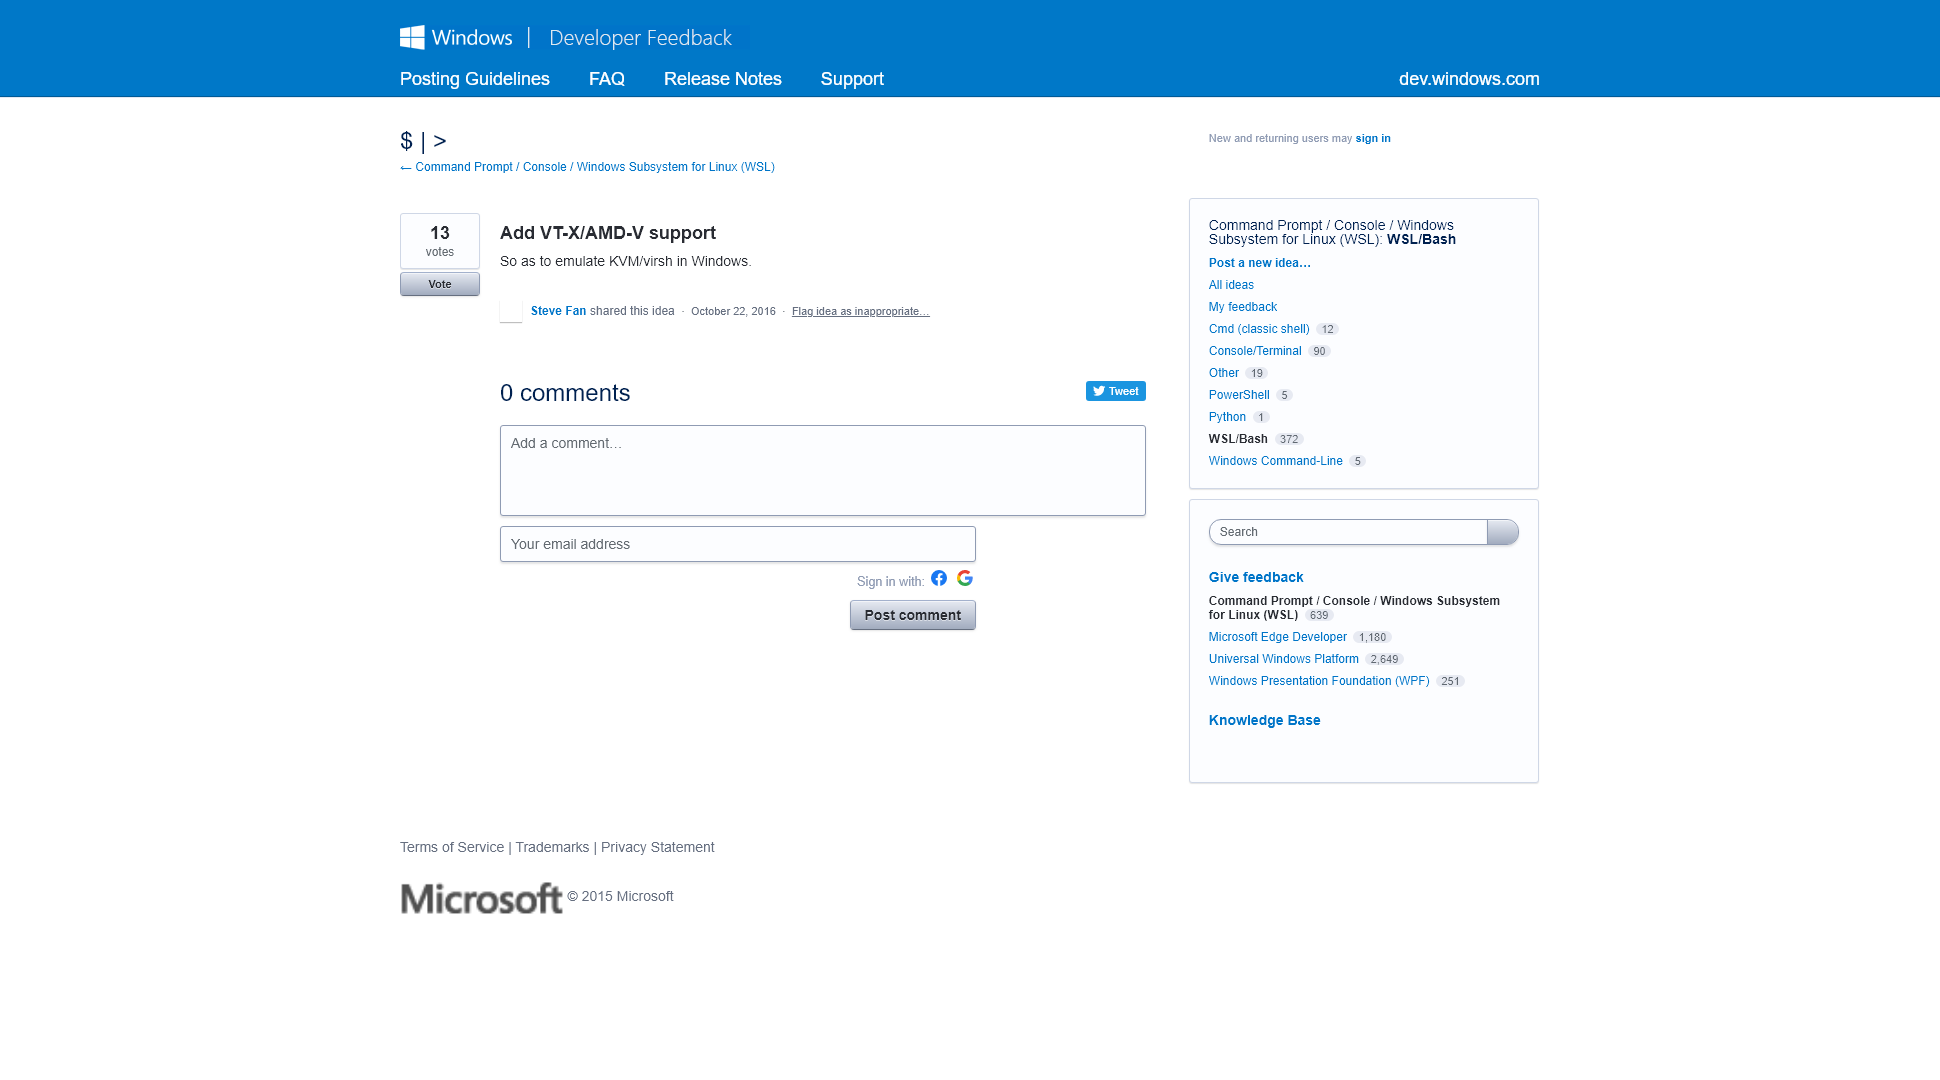 Windows | Developer Feedback
Posting Guidelines FAQ Release Notes Support dev.windows.com
$ | >
← Command Prompt / Console / Windows Subsystem for Linux (WSL)
13
votes
Vote
Add VT-X/AMD-V support
So as to emulate KVM/virsh in Windows.
Steve Fan shared this idea · October 22, 2016 · Flag idea as inappropriate…
0 comments
Tweet
Add a comment…
Your email address
Sign in with:
Post comment
New and returning users may sign in
Command Prompt / Console / Windows
Subsystem for Linux (WSL): WSL/Bash
Post a new idea…
All ideas
My feedback
Cmd (classic shell) 12
Console/Terminal 90
Other 19
PowerShell 5
Python 1
WSL/Bash 372
Windows Command-Line 5
Search
Give feedback
Command Prompt / Console / Windows Subsystem
for Linux (WSL) 639
Microsoft Edge Developer 1,180
Universal Windows Platform 2,649
Windows Presentation Foundation (WPF) 251
Knowledge Base
Terms of Service | Trademarks | Privacy Statement
Microsoft © 2015 Microsoft